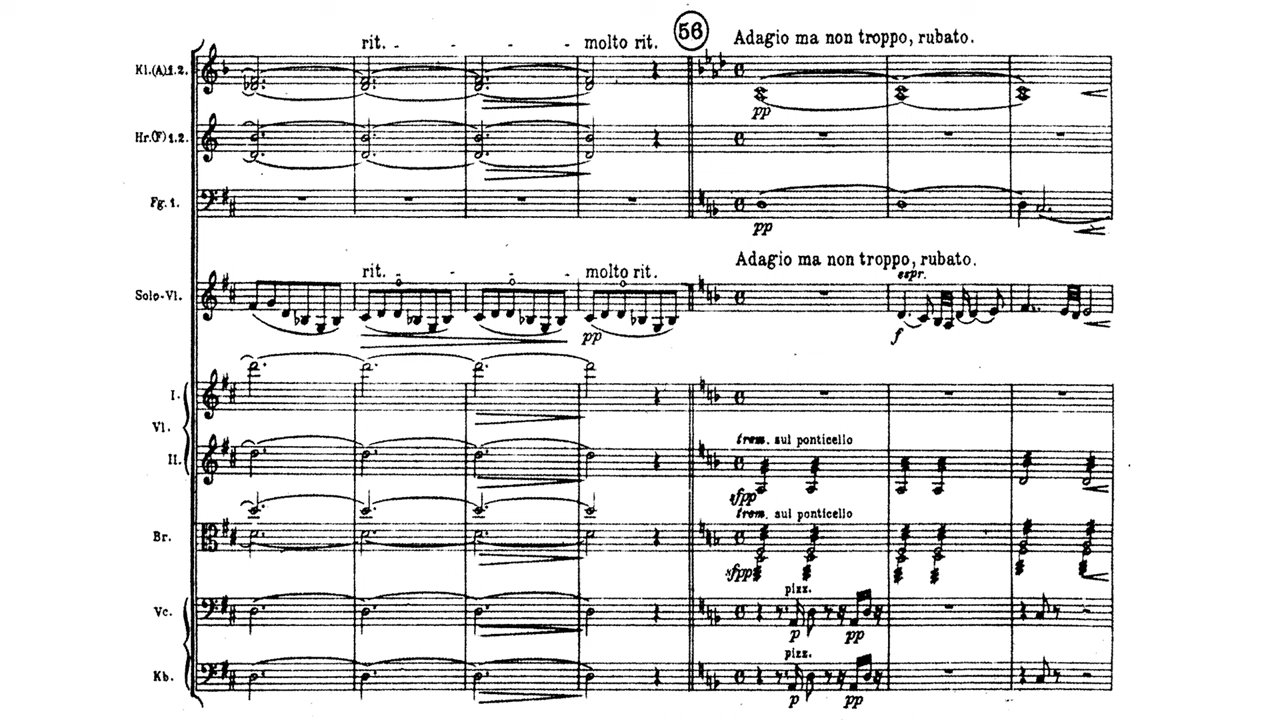 56
rit. - - - molto rit.
Adagio ma non troppo, rubato.
Kl.(A)1.2.
pp
Hr.(F)1.2.
Fg. 1.
pp
rit. - - - molto rit.
Adagio ma non troppo, rubato.
espr.
Solo-Vl.
pp
f
I.
Vl.
trem. sul ponticello
II.
sfpp
trem. sul ponticello
Br.
sfpp
pizz.
Vc.
p pp
pizz.
Kb.
p pp